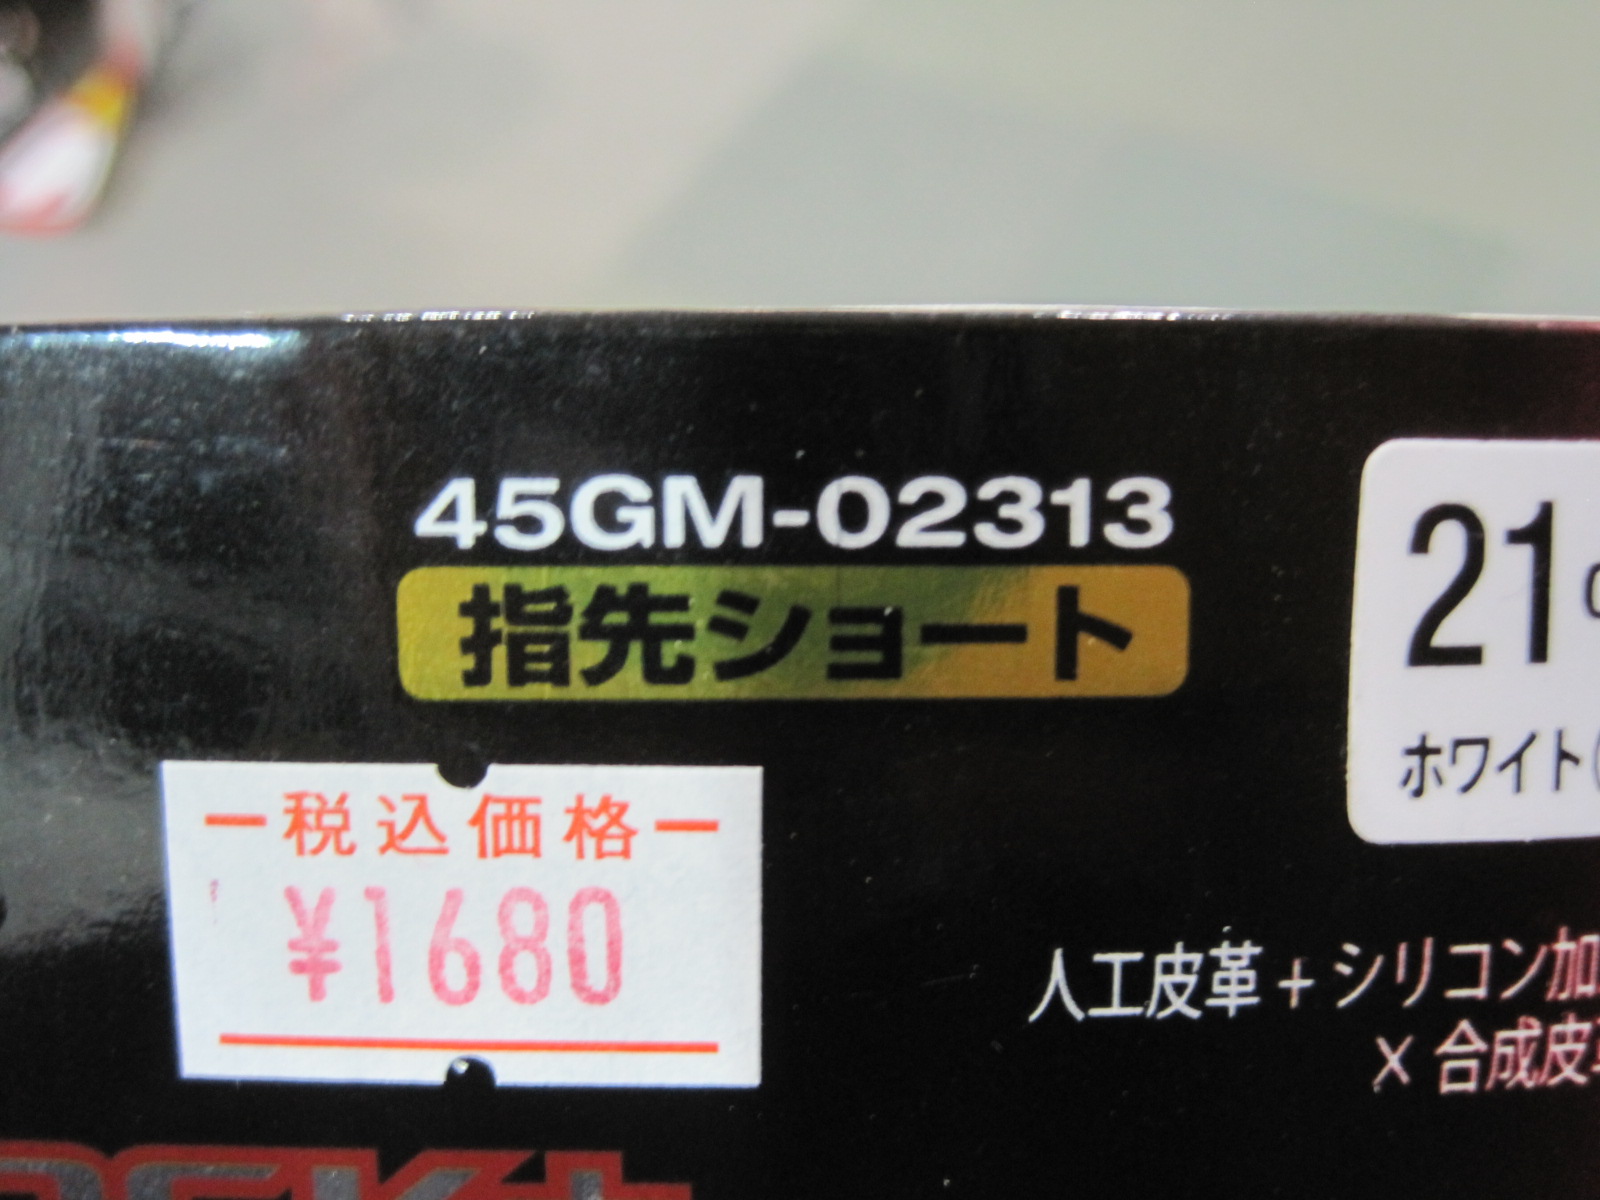 45GM-02313
指先ショート
21
ホワイト
ー税込価格ー
¥1680
人工皮革+シリコン加
×合成皮